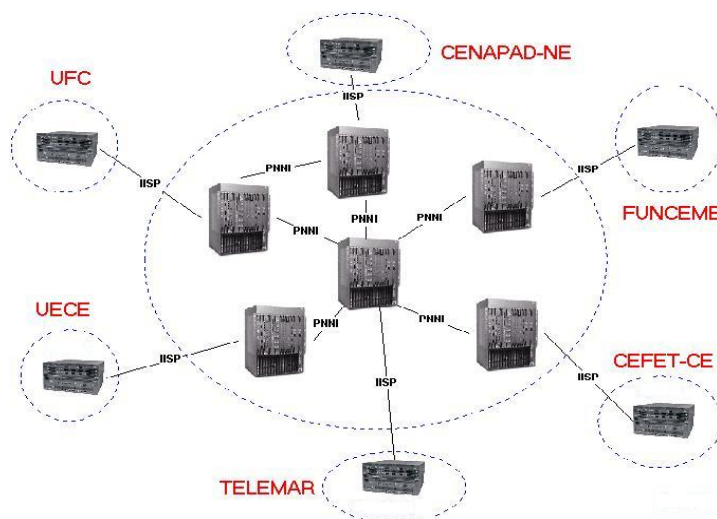 CENAPAD-NE
UFC
IISP
PNNI
IISP
IISP
PNNI
FUNCEME
PNNI
PNNI
UECE
PNNI
PNNI
IISP
CEFET-CE
IISP
IISP
TELEMAR